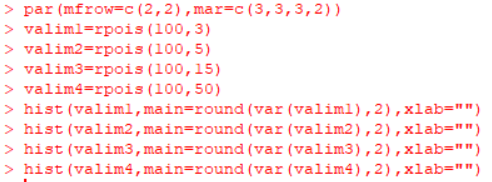 > par(mfrow=c(2,2),mar=c(3,3,3,2))
> valim1=rpois(100,3)
> valim2=rpois(100,5)
> valim3=rpois(100,15)
> valim4=rpois(100,50)
> hist(valim1,main=round(var(valim1),2),xlab="")
> hist(valim2,main=round(var(valim2),2),xlab="")
> hist(valim3,main=round(var(valim3),2),xlab="")
> hist(valim4,main=round(var(valim4),2),xlab="")